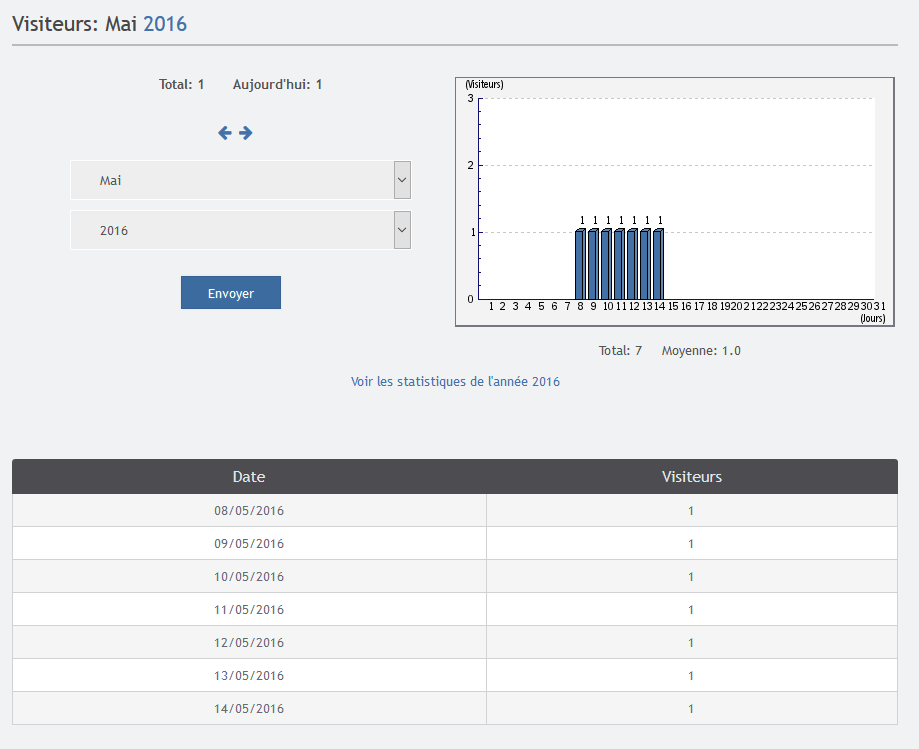 Visiteurs: Mai 2016
Total: 1 Aujourd'hui: 1
Mai
2016
Envoyer
(Visiteurs)
3
2
1
0
1 1 1 1 1 1 1
1 2 3 4 5 6 7 8 9 10 11 12 13 14 15 16 17 18 19 20 21 22 23 24 25 26 27 28 29 30 31
(Jours)
Total: 7 Moyenne: 1.0
Voir les statistiques de l'année 2016
Date Visiteurs
08/05/2016 1
09/05/2016 1
10/05/2016 1
11/05/2016 1
12/05/2016 1
13/05/2016 1
14/05/2016 1